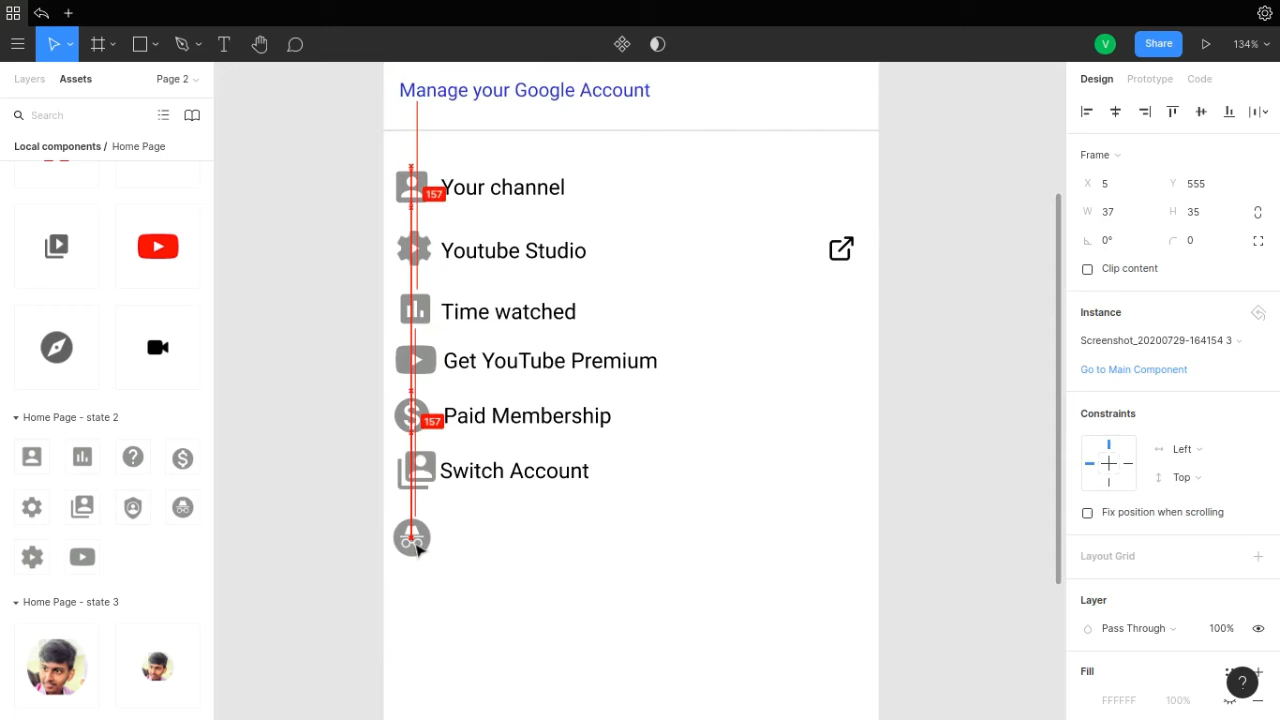 V
Share
134%
Layers
Assets
Page 2
Design
Prototype
Code
Search
Local components / Home Page
Manage your Google Account
Frame
X 5
Y 555
W 37
H 35
0°
0
Clip content
Your channel
157
Youtube Studio
Time watched
Get YouTube Premium
Paid Membership
157
Switch Account
Instance
Screenshot_20200729-164154 3
Go to Main Component
Constraints
Left
Top
Fix position when scrolling
Layout Grid
Layer
Pass Through
100%
Fill
FFFFFF
100%
?
Home Page - state 2
Home Page - state 3